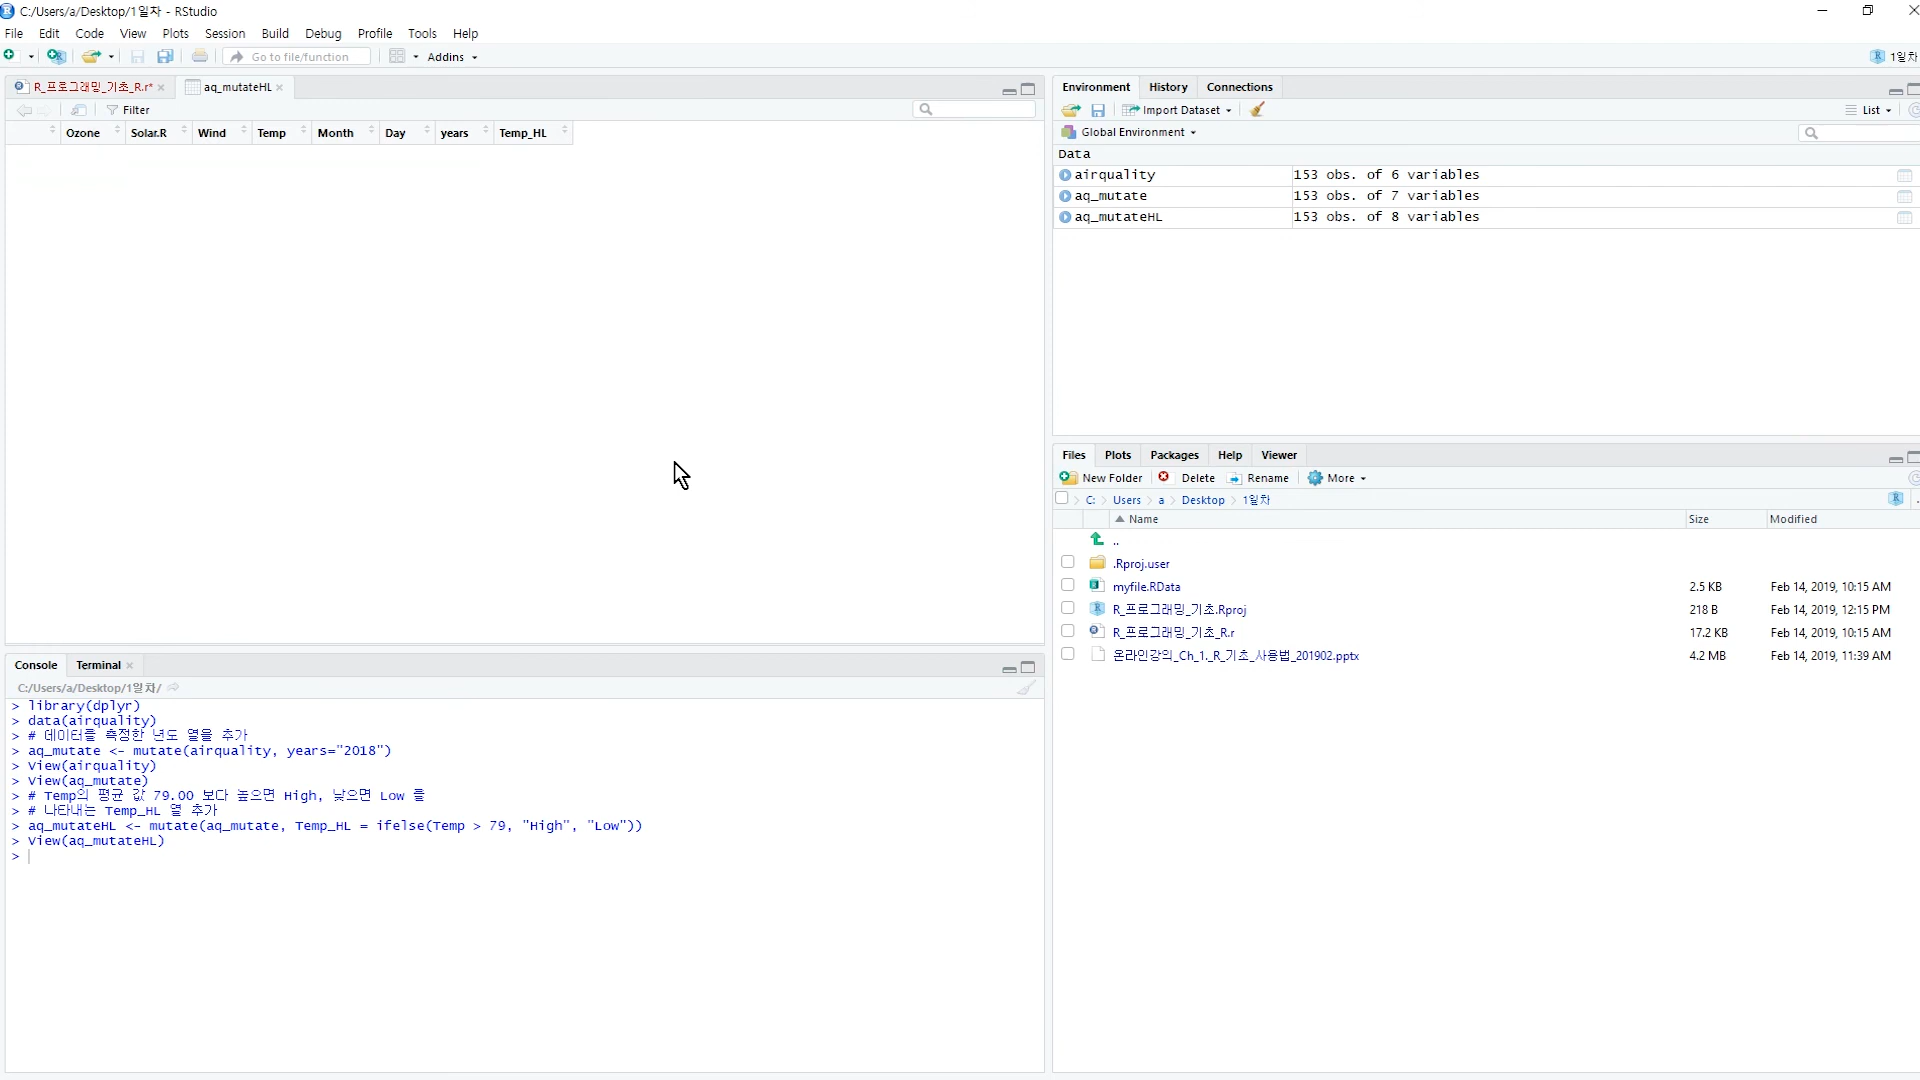 C:/Users/a/Desktop/1일차 - RStudio
File Edit Code View Plots Session Build Debug Profile Tools Help
Go to file/function Addins 1일차
R_프로그래밍_기초_R.r* aq_mutateHL
Filter
Ozone Solar.R Wind Temp Month Day years Temp_HL
Console Terminal
C:/Users/a/Desktop/1일차/
> library(dplyr)
> data(airquality)
> # 데이터를 측정한 년도 열을 추가
> aq_mutate <- mutate(airquality, years="2018")
> View(airquality)
> View(aq_mutate)
> # Temp의 평균 값 79.00 보다 높으면 High, 낮으면 Low 를
> # 나타내는 Temp_HL 열 추가
> aq_mutateHL <- mutate(aq_mutate, Temp_HL = ifelse(Temp > 79, "High", "Low"))
> View(aq_mutateHL)
>
Environment History Connections
Import Dataset List
Global Environment
Data
airquality 153 obs. of 6 variables
aq_mutate 153 obs. of 7 variables
aq_mutateHL 153 obs. of 8 variables
Files Plots Packages Help Viewer
New Folder Delete Rename More
C: Users a Desktop 1일차
Name Size Modified
..
.Rproj.user
myfile.RData 2.5 KB Feb 14, 2019, 10:15 AM
R_프로그래밍_기초.Rproj 218 B Feb 14, 2019, 12:15 PM
R_프로그래밍_기초_R.r 17.2 KB Feb 14, 2019, 10:15 AM
온라인강의_Ch_1._R_기초_사용법_201902.pptx 4.2 MB Feb 14, 2019, 11:39 AM